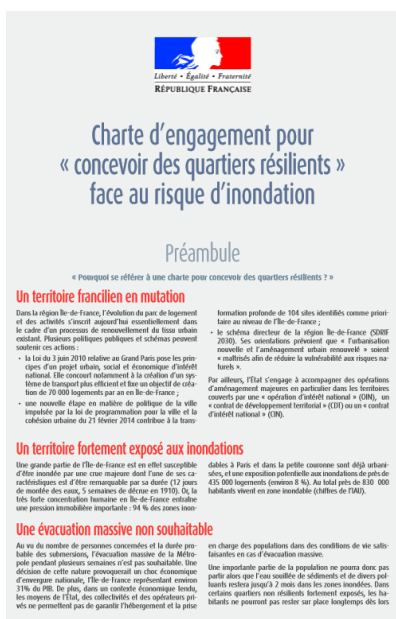 Liberté • Égalité • Fraternité
RÉPUBLIQUE FRANÇAISE
Charte d'engagement pour
« concevoir des quartiers résilients »
face au risque d'inondation
Préambule
« Pourquoi se référer à une charte pour concevoir des quartiers résilients ? »
Un territoire francilien en mutation
Dans la région Île-de-France, l'évolution du parc de logement
et des activités s'inscrit aujourd'hui essentiellement dans
le cadre d'un processus de renouvellement du tissu urbain
existant. Plusieurs politiques publiques et schémas peuvent
soutenir ces actions :
• la Loi du 3 juin 2010 relative au Grand Paris pose les prin-
cipes d'un projet urbain, social et économique d'intérêt
national. Elle concourt notamment à la création d'un sys-
tème de transport plus efficient et fixe un objectif de créa-
tion de 70 000 logements par an en Île-de-France ;
• une nouvelle étape en matière de politique de la ville
impulsée par la loi de programmation pour la ville et la
cohésion urbaine du 21 février 2014 contribue à la trans-
formation profonde de 104 sites identifiés comme priori-
taire au niveau de l'Île-de-France ;
• le schéma directeur de la région Île-de-France (SDRIF
2030). Ses orientations prévoient que « l'urbanisation
nouvelle et l'aménagement urbain renouvelé » soient
« maîtrisés afin de réduire la vulnérabilité aux risques na-
turels ».
Par ailleurs, l'État s'engage à accompagner des opérations
d'aménagement majeures en particulier dans les territoires
couverts par une « opération d'intérêt national » (OIN), un
« contrat de développement territorial » (CDT) ou un « contrat
d'intérêt national » (CIN).
Un territoire fortement exposé aux inondations
Une grande partie de l'Île-de-France est en effet susceptible
d'être inondée par une crue majeure dont l'une de ses ca-
ractéristiques est d'être remarquable par sa durée (12 jours
de montée des eaux, 5 semaines de décrue en 1910). Or, la
très forte concentration humaine en Île-de-France entraîne
une pression immobilière importante : 94 % des zones inon-
dables à Paris et dans la petite couronne sont déjà urbani-
sées, et une exposition potentielle aux inondations de près de
435 000 logements (environ 8 %). Au total près de 830 000
habitants vivent en zone inondable (chiffres de l'IAU).
Une évacuation massive non souhaitable
Au vu du nombre de personnes concernées et la durée pro-
bable des submersions, l'évacuation massive de la Métro-
pole pendant plusieurs semaines n'est pas souhaitable. Une
décision de cette nature provoquerait un choc économique
d'envergure nationale, l'Île-de-France représentant environ
31% du PIB. De plus, dans un contexte économique tendu,
les moyens de l'État, des collectivités et des opérateurs pri-
vés ne permettent pas de garantir l'hébergement et la prise
en charge des populations dans des conditions de vie satis-
faisantes en cas d'évacuation massive.
Une importante partie de la population ne pourra donc pas
partir alors que l'eau souillée de sédiments et de divers pol-
luants restera jusqu'à 2 mois dans les zones inondées. Dans
certains quartiers non résilients fortement exposés, les ha-
bitants ne pourront pas rester sur place longtemps dès lors